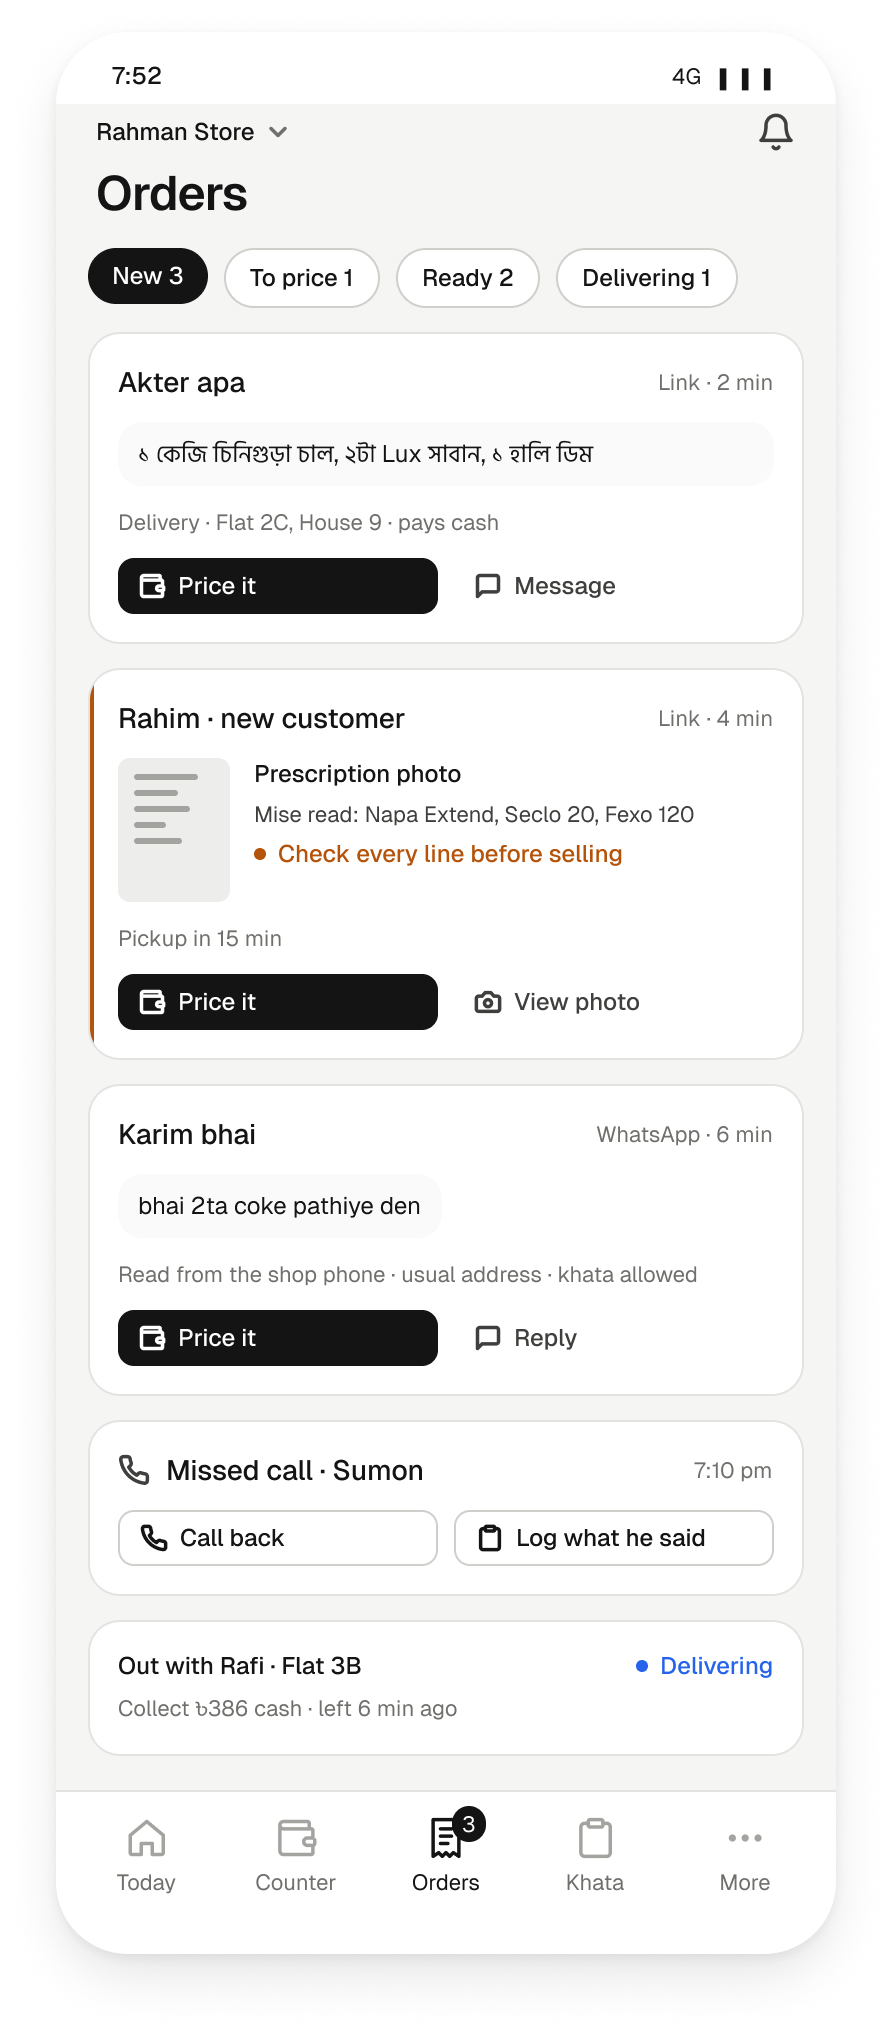 7:52
4G
Rahman Store
Orders
New 3
To price 1
Ready 2
Delivering 1
Akter apa
Link · 2 min
১ কেজি চিনিগুড়া চাল, ২টা Lux সাবান, ১ হালি ডিম
Delivery · Flat 2C, House 9 · pays cash
Price it
Message
Rahim · new customer
Link · 4 min
Prescription photo
Mise read: Napa Extend, Seclo 20, Fexo 120
Check every line before selling
Pickup in 15 min
Price it
View photo
Karim bhai
WhatsApp · 6 min
bhai 2ta coke pathiye den
Read from the shop phone · usual address · khata allowed
Price it
Reply
Missed call · Sumon
7:10 pm
Call back
Log what he said
Out with Rafi · Flat 3B
Delivering
Collect ৳386 cash · left 6 min ago
3
Today
Counter
Orders
Khata
More